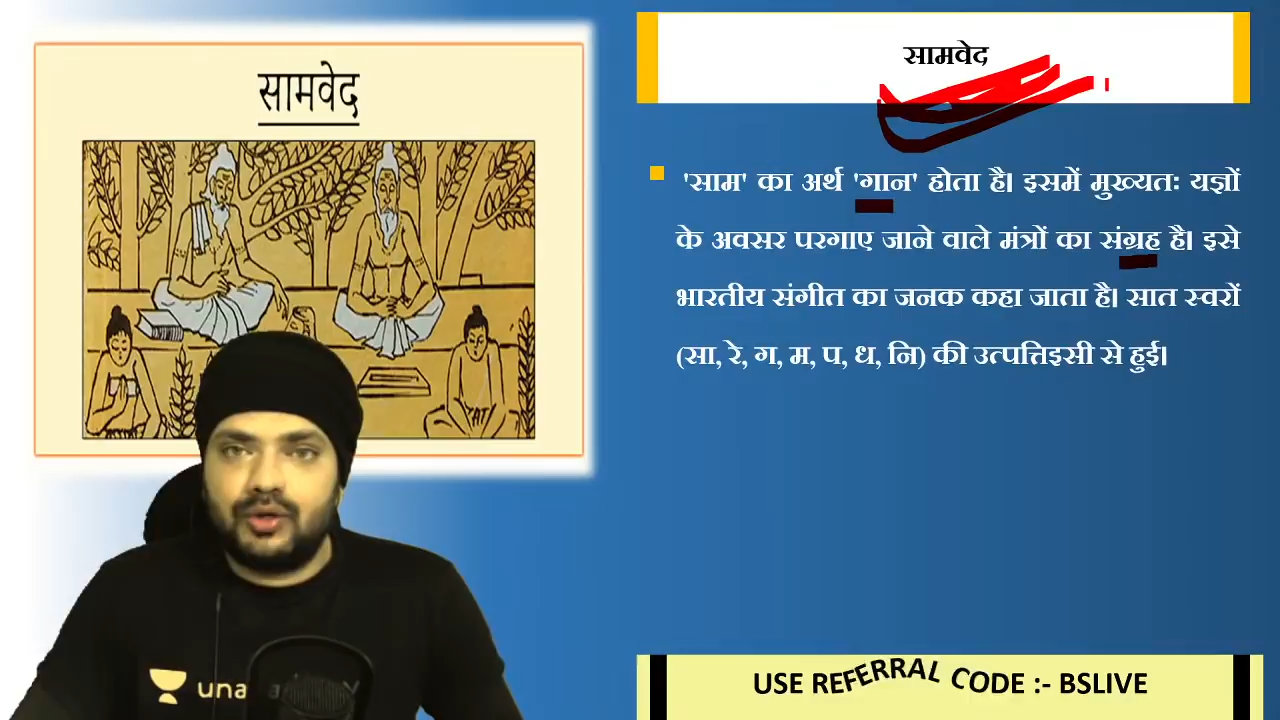 सामवेद
सामवेद
'साम' का अर्थ 'गान' होता है। इसमें मुख्यतः यज्ञों
के अवसर परगाए जाने वाले मंत्रों का संग्रह है। इसे
भारतीय संगीत का जनक कहा जाता है। सात स्वरों
(सा, रे, ग, म, प, ध, नि) की उत्पत्तिइसी से हुई।
USE REFERRAL CODE :- BSLIVE